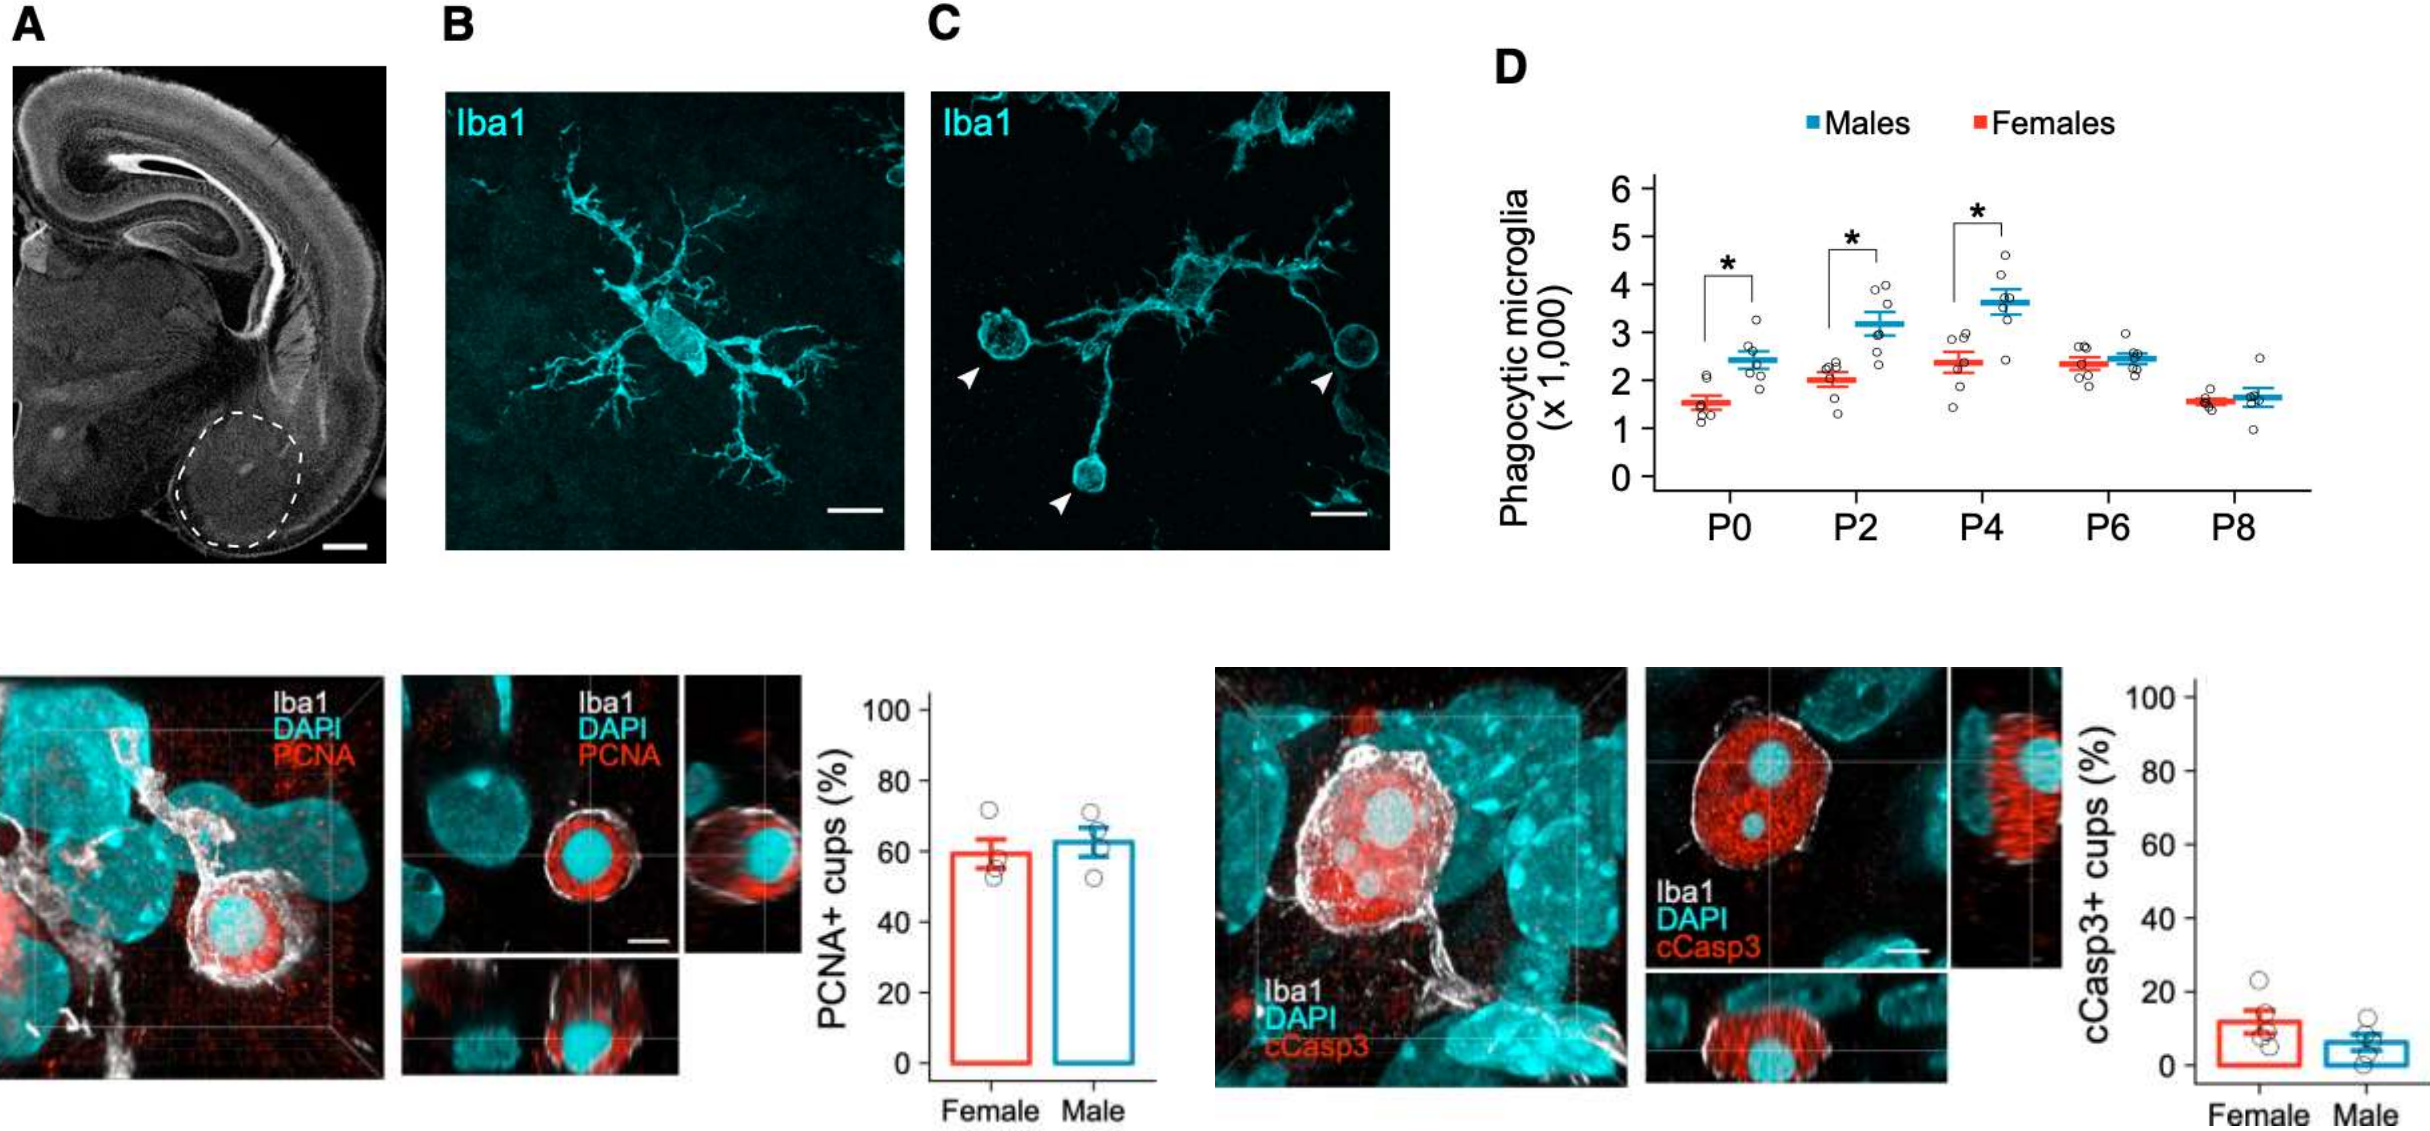 A
B
C
D
Iba1
Iba1
Males
Females
Phagocytic microglia
(x 1,000)
6
5
4
3
2
1
0
*
*
*
P0
P2
P4
P6
P8
Iba1
DAPI
PCNA
Iba1
DAPI
PCNA
PCNA+ cups (%)
100
80
60
40
20
0
Female
Male
Iba1
DAPI
cCasp3
Iba1
DAPI
cCasp3
cCasp3+ cups (%)
100
80
60
40
20
0
Female
Male